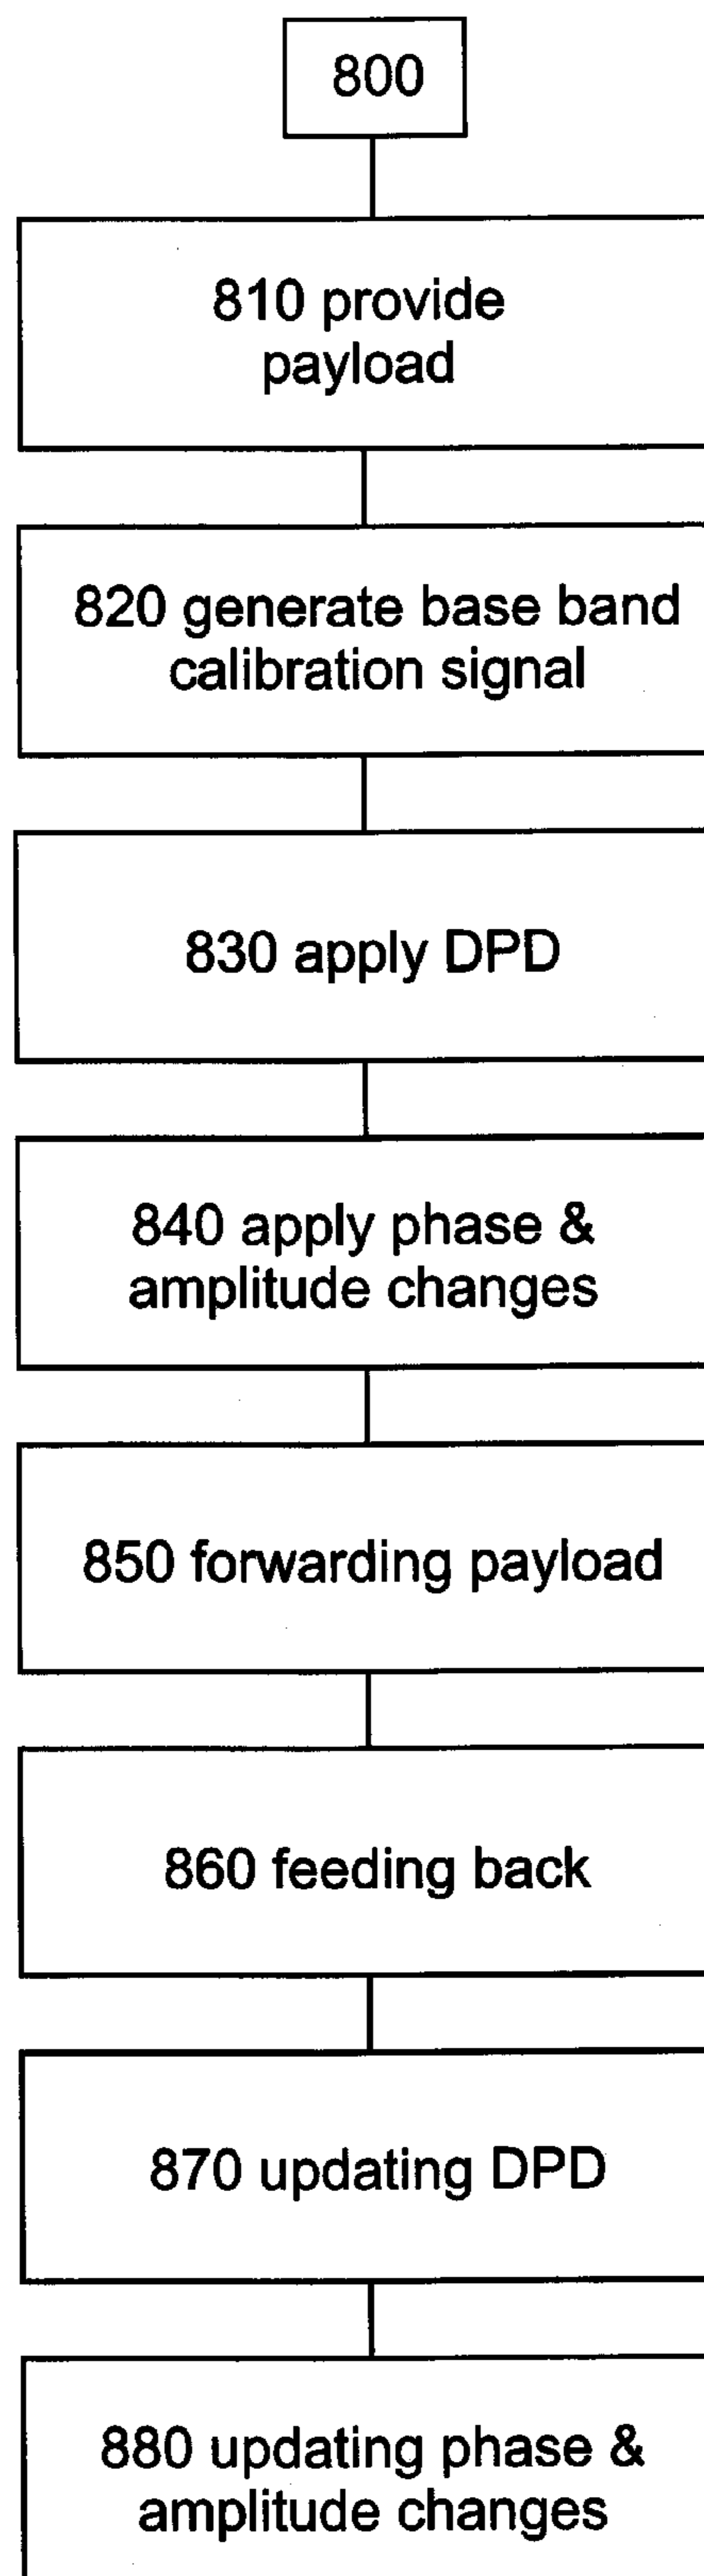 800
810 provide
payload
820 generate base band
calibration signal
830 apply DPD
840 apply phase &
amplitude changes
850 forwarding payload
860 feeding back
870 updating DPD
880 updating phase &
amplitude changes